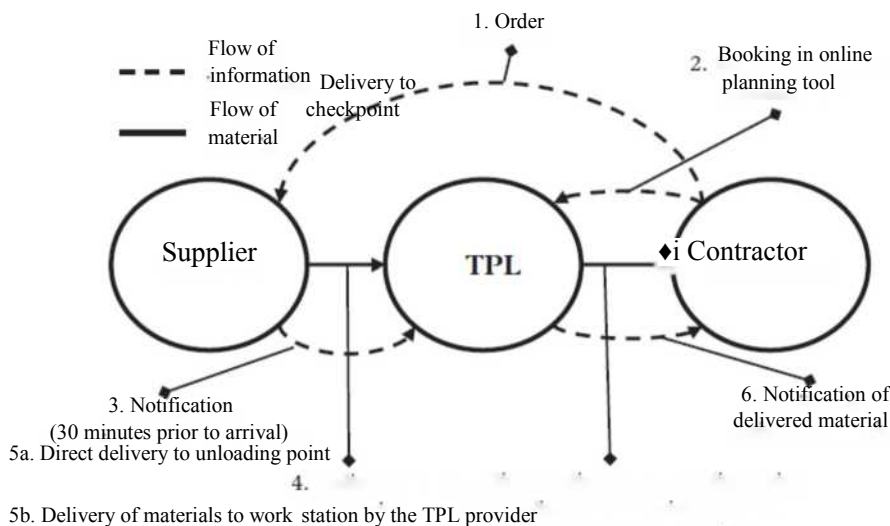 1. Order
Flow of
information
Delivery to
checkpoint
Flow of
material
2. Booking in online
planning tool
Supplier
TPL
♦i Contractor
3. Notification
(30 minutes prior to arrival)
6. Notification of
delivered material
5a. Direct delivery to unloading point
4.
5b. Delivery of materials to work station by the TPL provider